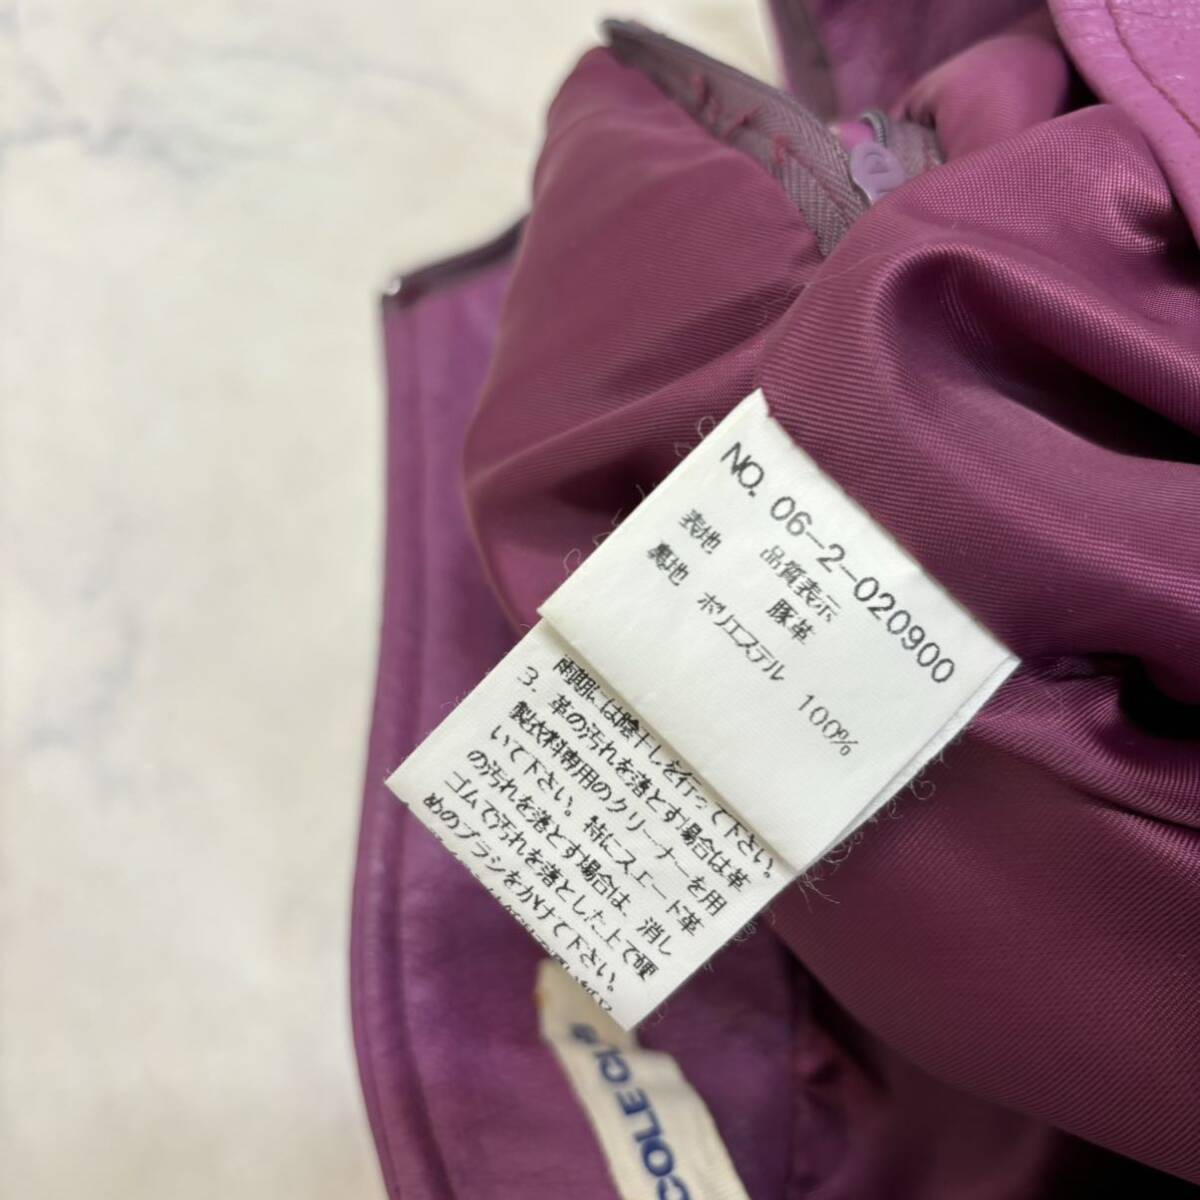 NO. 06-2-020900
品質表示
表地 豚革
裏地 ポリエステル 100%
雨期には陰干しを行って下さい。
3. 革の汚れを落とす場合は革
製衣料専用のクリーナーを用
いて下さい。特にスエード革
の汚れを落とす場合は、消し
ゴムで汚れを落とした上で硬
めのブラシをかけて下さい。
COLE CL